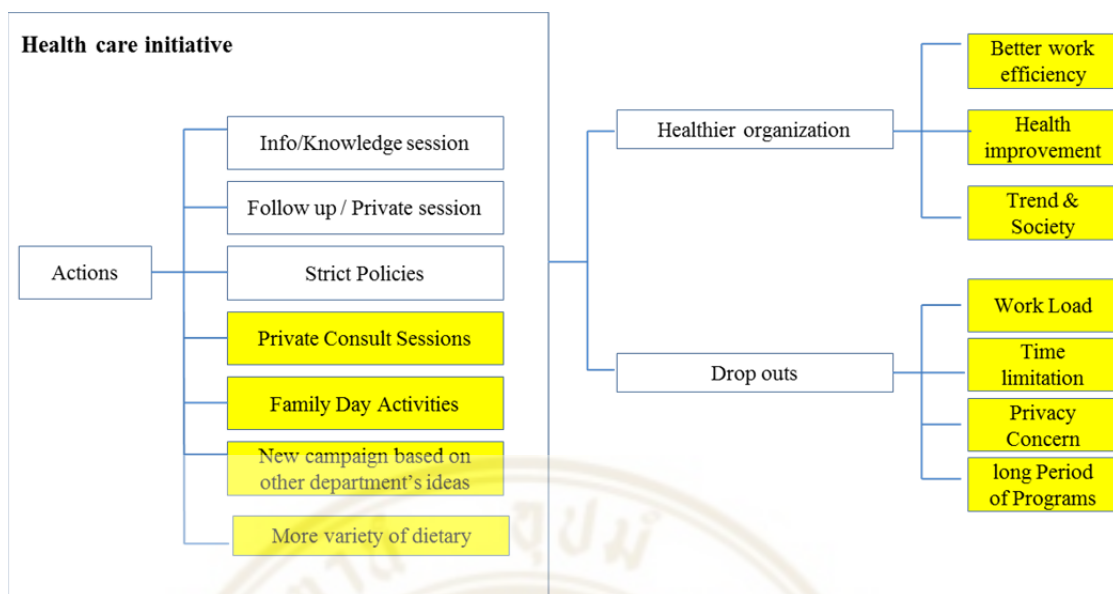 Health care initiative
Actions
Info/Knowledge session
Follow up / Private session
Strict Policies
Private Consult Sessions
Family Day Activities
New campaign based on
other department's ideas
More variety of dietary
Healthier organization
Better work
efficiency
Health
improvement
Trend &
Society
Drop outs
Work Load
Time
limitation
Privacy
Concern
long Period
of Programs